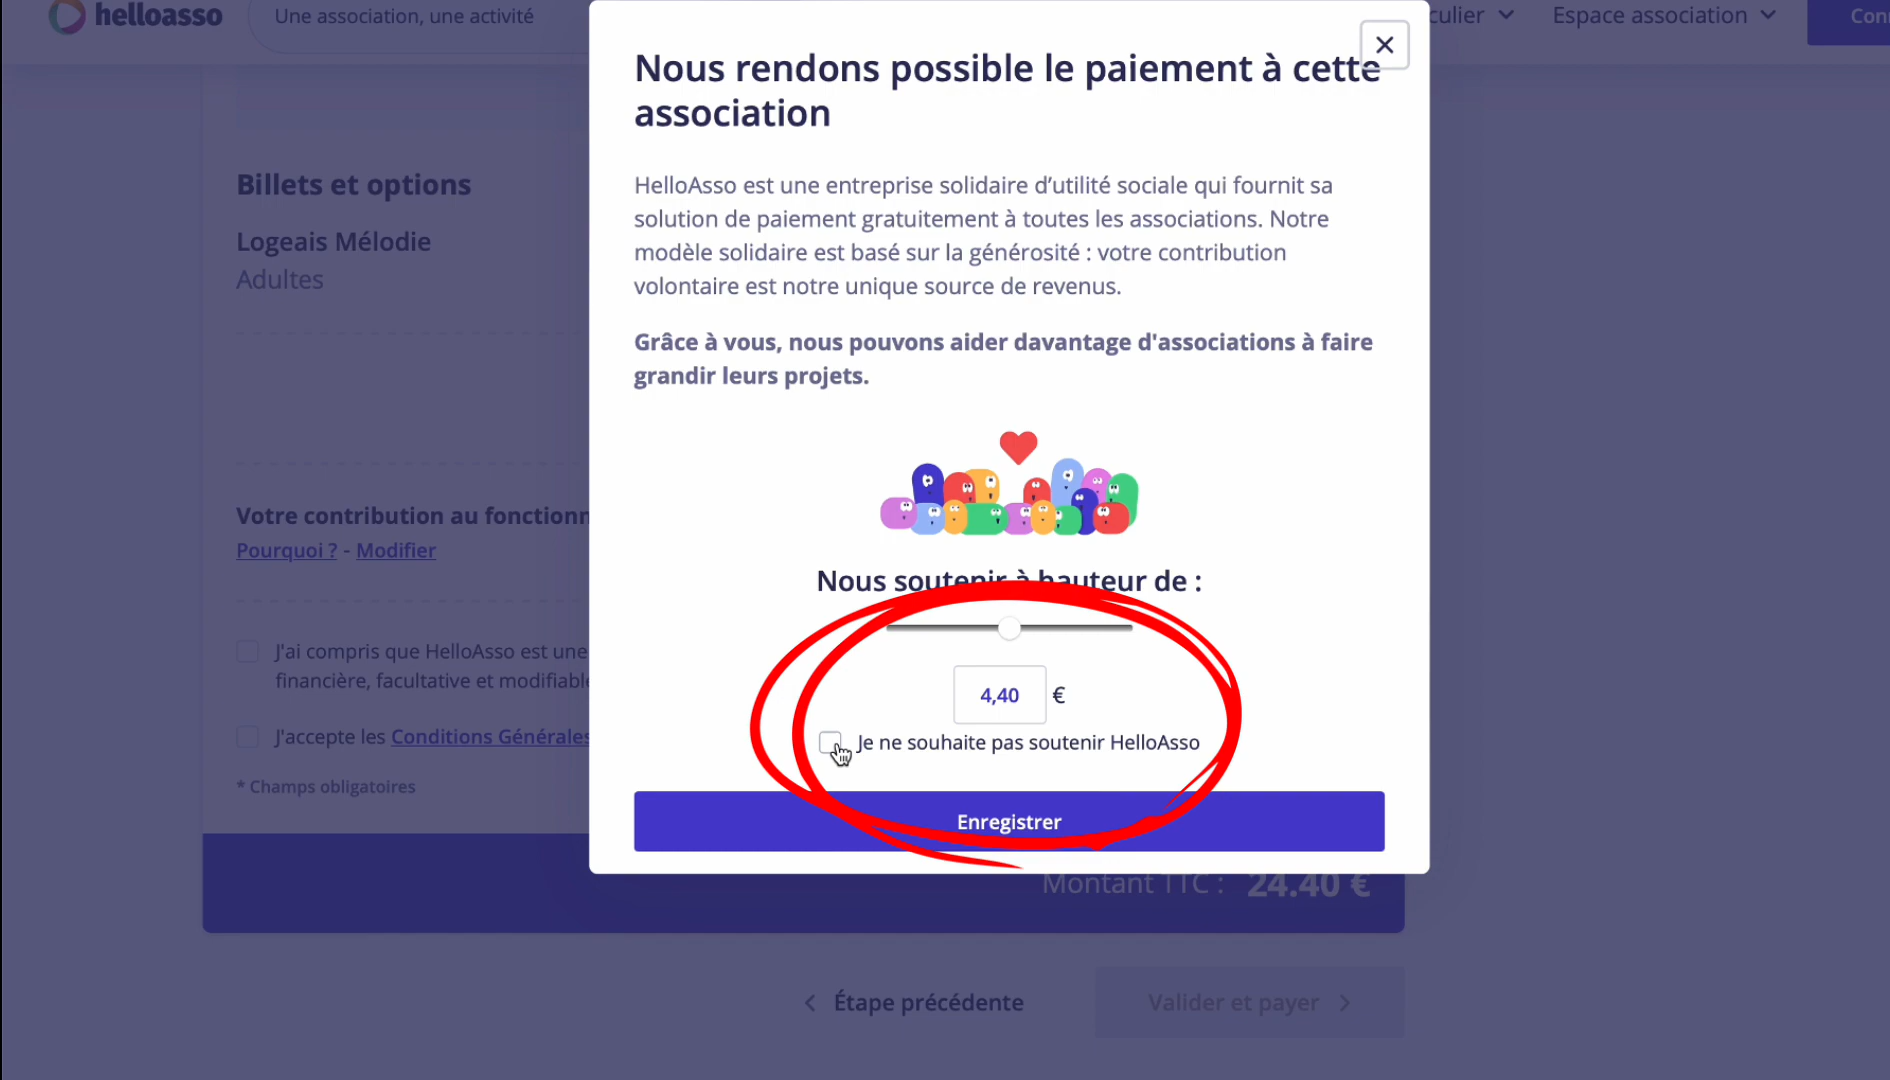 helloasso
Une association, une activité
culier
Espace association
Nous rendons possible le paiement à cette
association
HelloAsso est une entreprise solidaire d’utilité sociale qui fournit sa
solution de paiement gratuitement à toutes les associations. Notre
modèle solidaire est basé sur la générosité : votre contribution
volontaire est notre unique source de revenus.
Grâce à vous, nous pouvons aider davantage d'associations à faire
grandir leurs projets.
Nous soutenir à hauteur de :
4,40 €
Je ne souhaite pas soutenir HelloAsso
Enregistrer
Billets et options
Logeais Mélodie
Adultes
Votre contribution au fonctionn
Pourquoi ? - Modifier
J'ai compris que HelloAsso est une
financière, facultative et modifiable
J'accepte les Conditions Générales
* Champs obligatoires
Montant TTC : 24.40 €
Étape précédente
Valider et payer